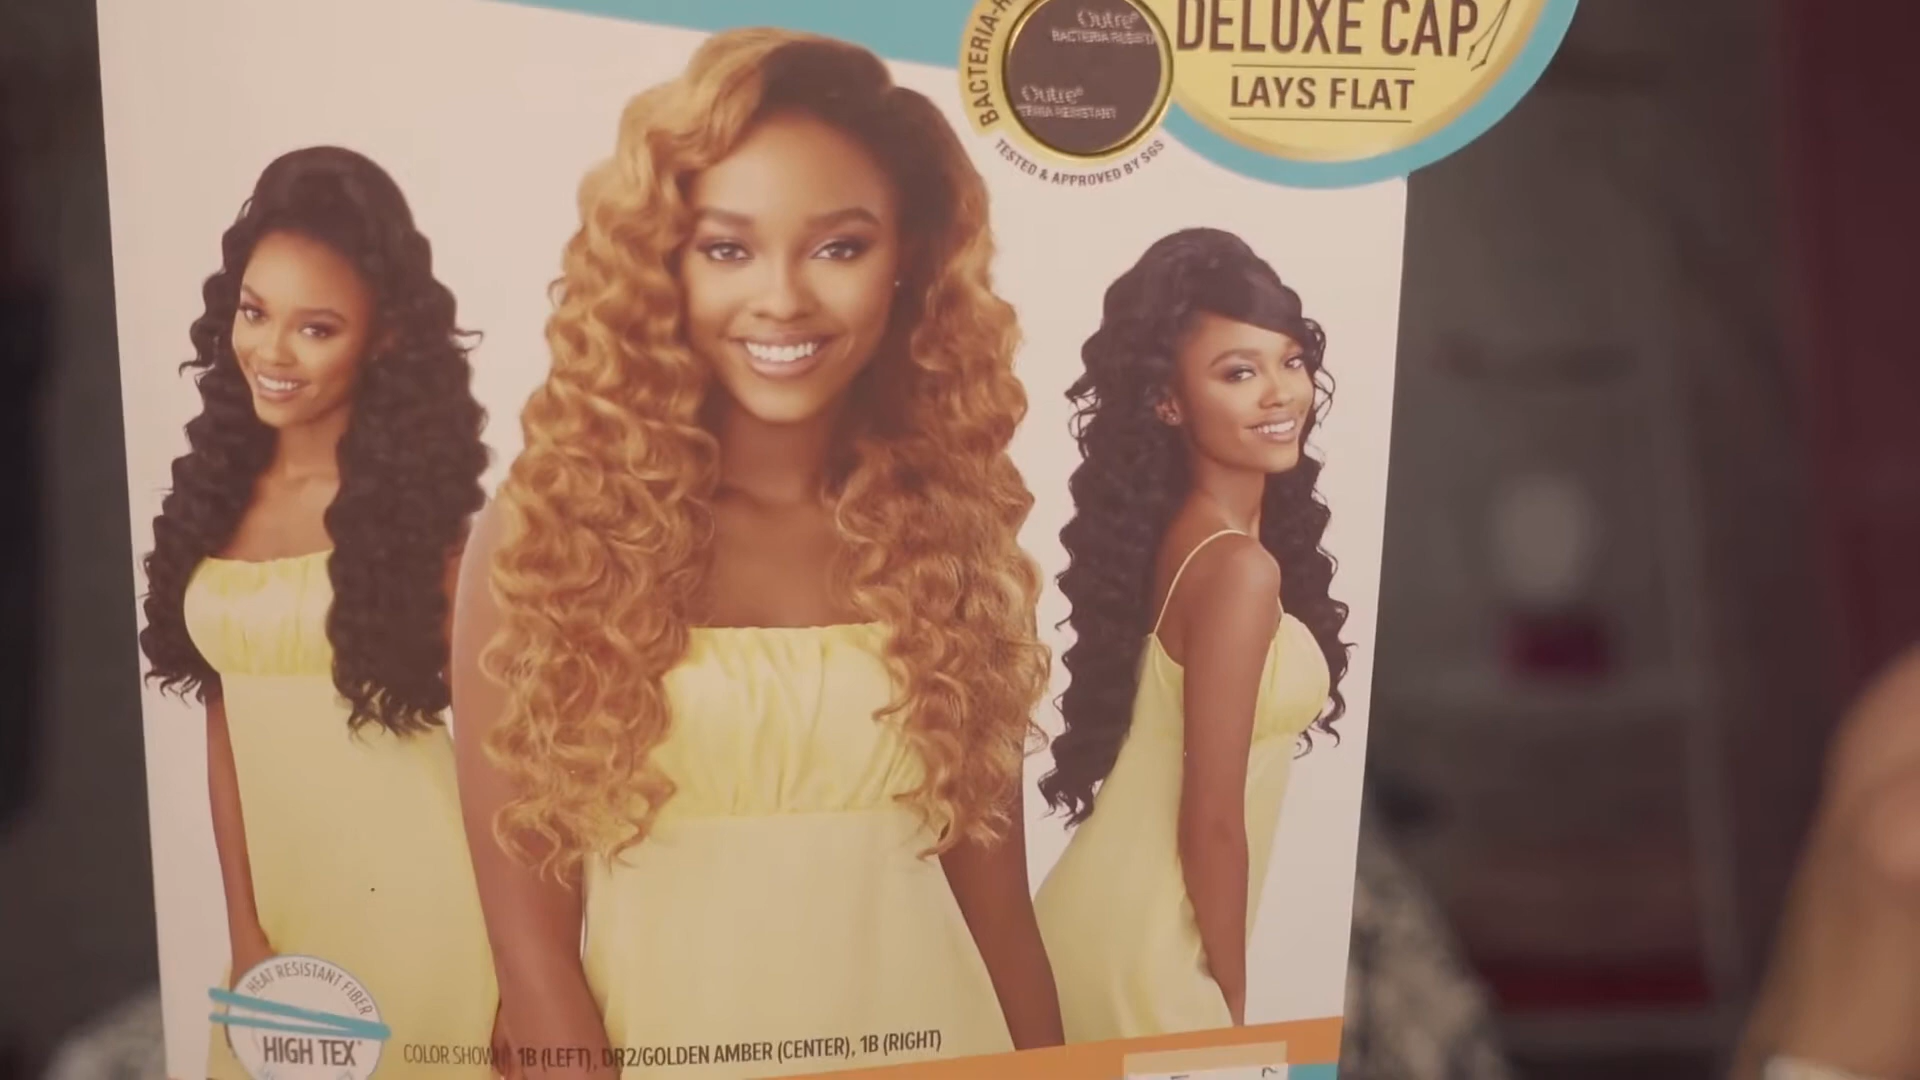 DELUXE CAP
LAYS FLAT
Outre®
Outre®
TESTED & APPROVED BY SGS
HEAT RESISTANT FIBER
HIGH TEX
1B (LEFT), DR2/GOLDEN AMBER (CENTER), 1B (RIGHT)